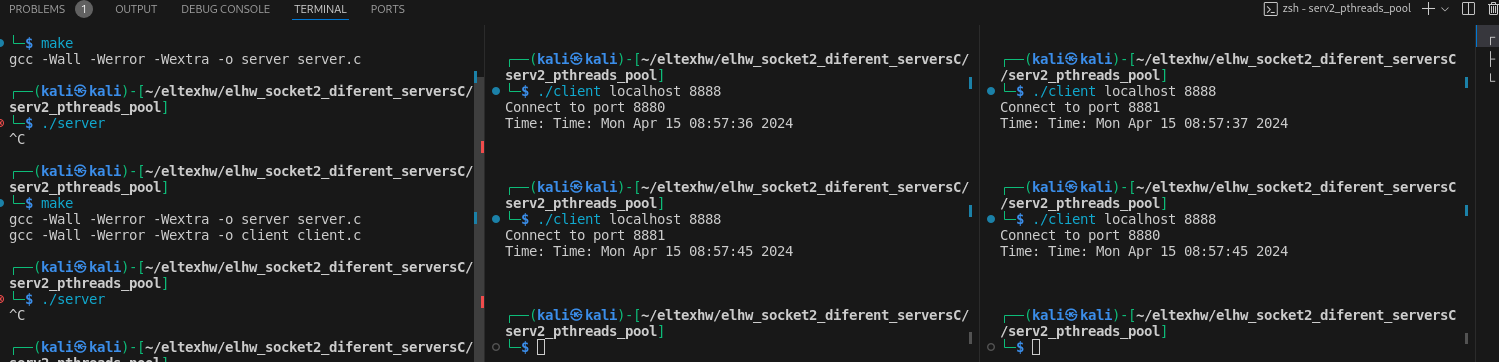 PROBLEMS 1 OUTPUT DEBUG CONSOLE TERMINAL PORTS
zsh - serv2_pthreads_pool
└─$ make
gcc -Wall -Werror -Wextra -o server server.c
┌──(kali㉿kali)-[~/eltexhw/elhw_socket2_diferent_serversC/
serv2_pthreads_pool]
└─$ ./server
^C
┌──(kali㉿kali)-[~/eltexhw/elhw_socket2_diferent_serversC/
serv2_pthreads_pool]
└─$ make
gcc -Wall -Werror -Wextra -o server server.c
gcc -Wall -Werror -Wextra -o client client.c
┌──(kali㉿kali)-[~/eltexhw/elhw_socket2_diferent_serversC/
serv2_pthreads_pool]
└─$ ./server
^C
┌──(kali㉿kali)-[~/eltexhw/elhw_socket2_diferent_serversC/
┌──(kali㉿kali)-[~/eltexhw/elhw_socket2_diferent_serversC/
serv2_pthreads_pool]
└─$ ./client localhost 8888
Connect to port 8880
Time: Time: Mon Apr 15 08:57:36 2024
┌──(kali㉿kali)-[~/eltexhw/elhw_socket2_diferent_serversC/
serv2_pthreads_pool]
└─$ ./client localhost 8888
Connect to port 8881
Time: Time: Mon Apr 15 08:57:45 2024
┌──(kali㉿kali)-[~/eltexhw/elhw_socket2_diferent_serversC/
serv2_pthreads_pool]
└─$
┌──(kali㉿kali)-[~/eltexhw/elhw_socket2_diferent_serversC
/serv2_pthreads_pool]
└─$ ./client localhost 8888
Connect to port 8881
Time: Time: Mon Apr 15 08:57:37 2024
┌──(kali㉿kali)-[~/eltexhw/elhw_socket2_diferent_serversC
/serv2_pthreads_pool]
└─$ ./client localhost 8888
Connect to port 8880
Time: Time: Mon Apr 15 08:57:45 2024
┌──(kali㉿kali)-[~/eltexhw/elhw_socket2_diferent_serversC
/serv2_pthreads_pool]
└─$